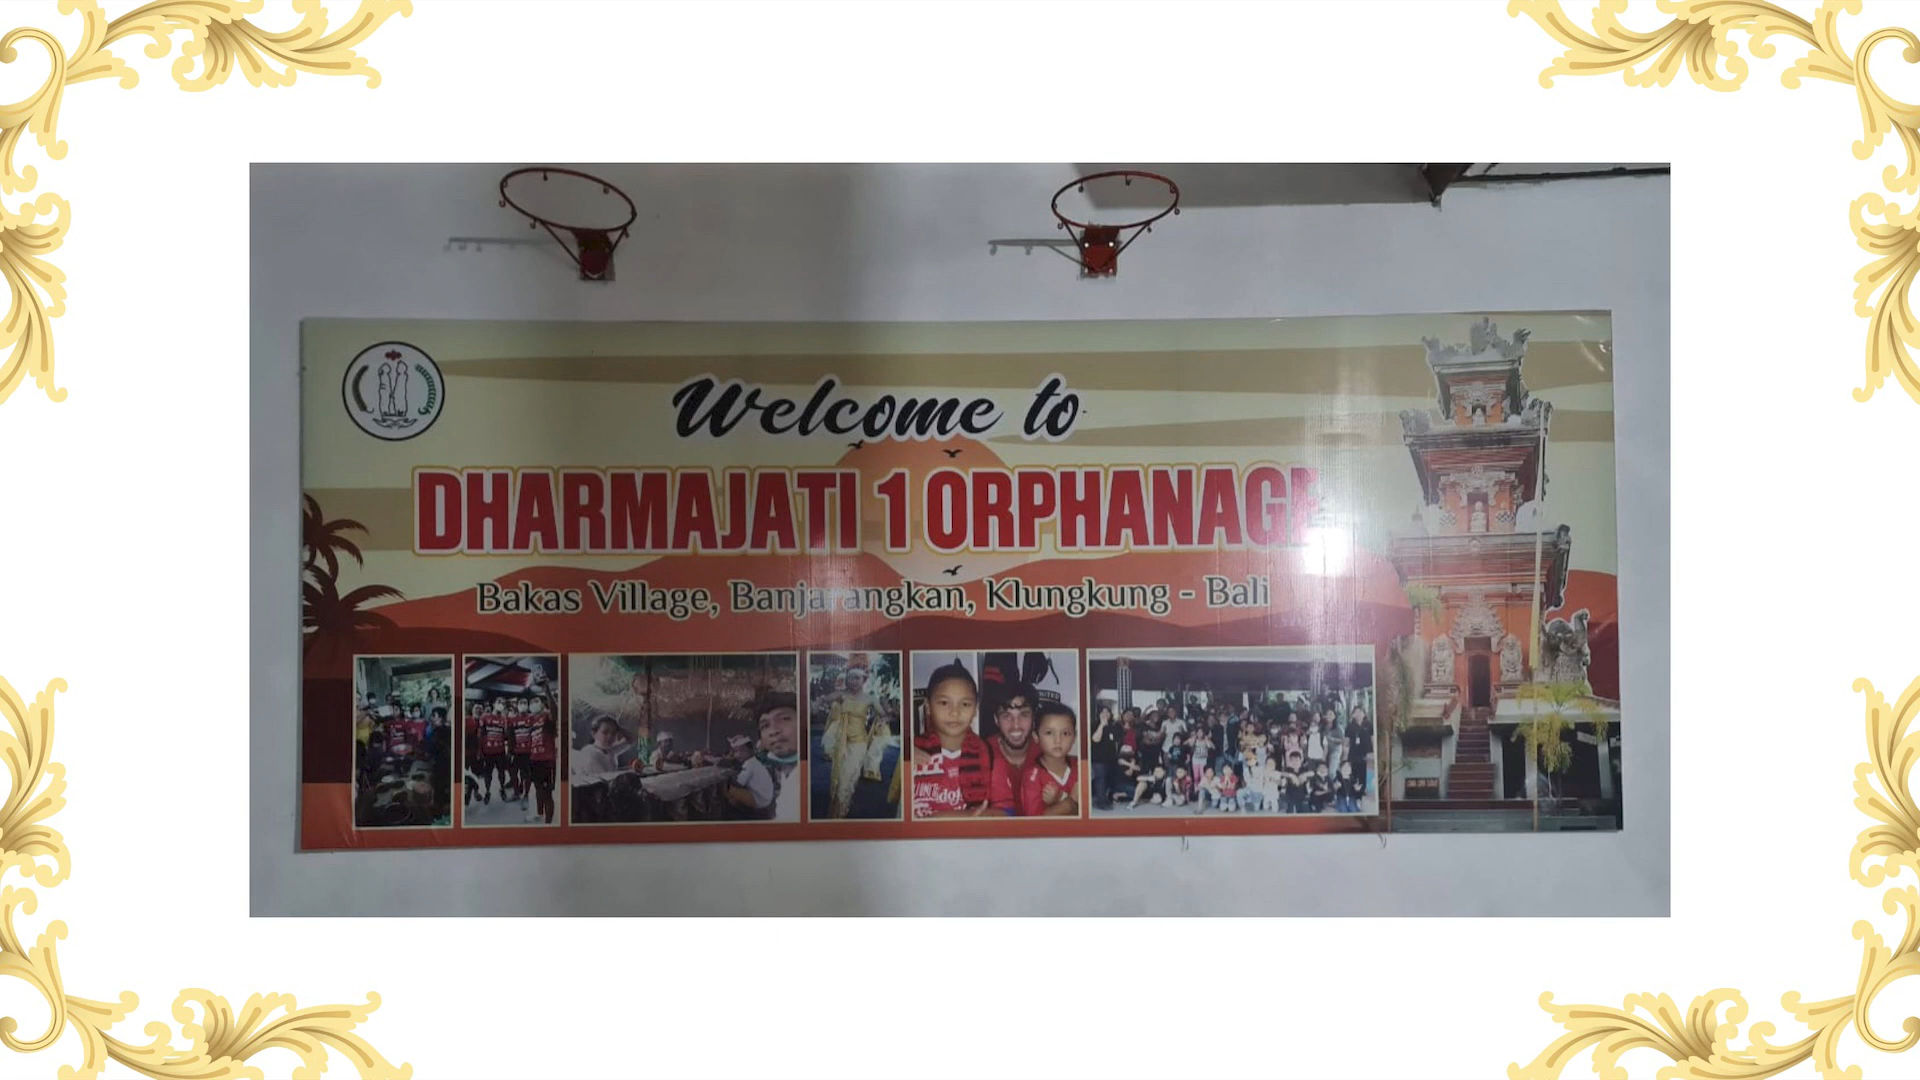 Welcome to
DHARMAJATI 1 ORPHANAGE
Bakas Village, Banjarangkan, Klungkung - Bali